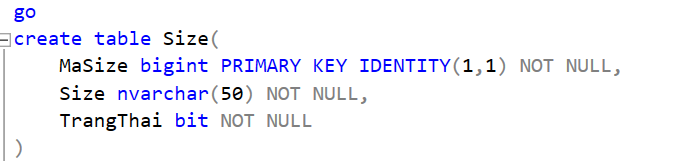 go
create table Size(
MaSize bigint PRIMARY KEY IDENTITY(1,1) NOT NULL,
Size nvarchar(50) NOT NULL,
TrangThai bit NOT NULL
)